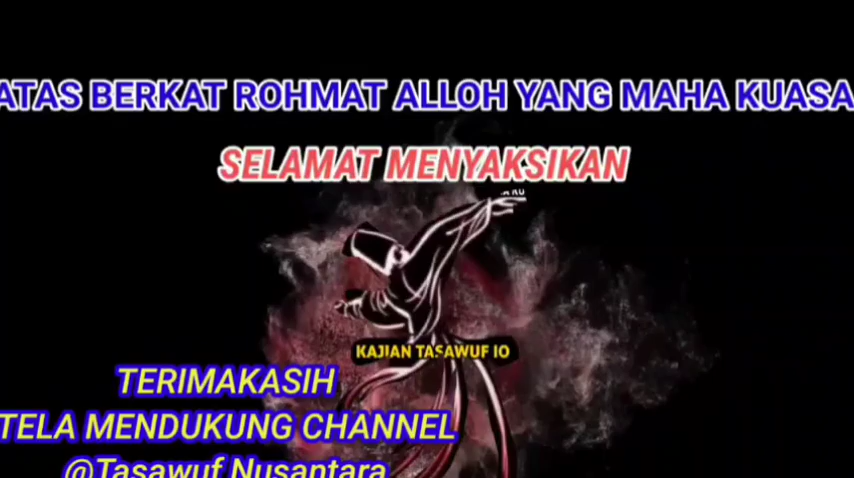 ATAS BERKAT ROHMAT ALLOH YANG MAHA KUASA
SELAMAT MENYAKSIKAN
KAJIAN TASAWUF IO
TERIMAKASIH
TELA MENDUKUNG CHANNEL
@Tasawuf Nusantara